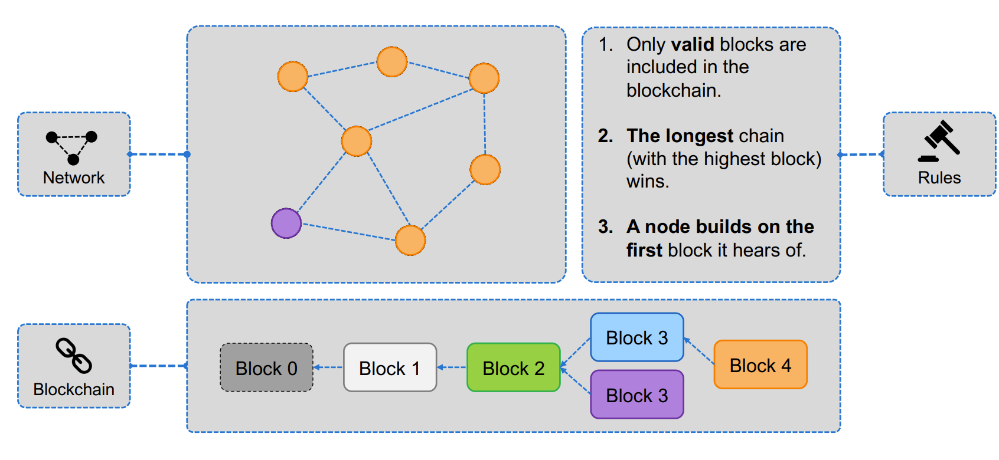 Network
1. Only valid blocks are
included in the
blockchain.
2. The longest chain
(with the highest block)
wins.
3. A node builds on the
first block it hears of.
Rules
Blockchain
Block 0
Block 1
Block 2
Block 3
Block 3
Block 4